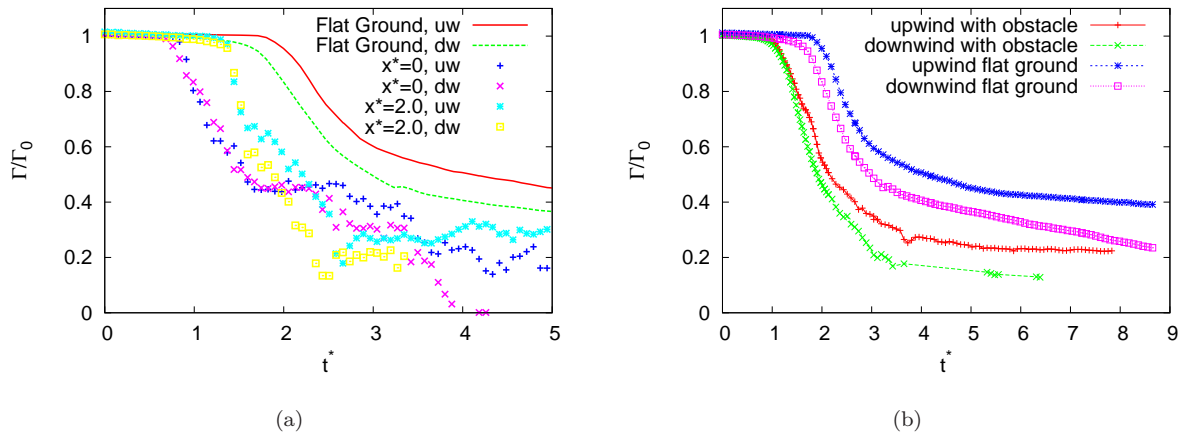 Γ/Γ0
1
0.8
0.6
0.4
0.2
0
0 1 2 3 4 5
t*
Flat Ground, uw
Flat Ground, dw
x*=0, uw
x*=0, dw
x*=2.0, uw
x*=2.0, dw
(a)
Γ/Γ0
1
0.8
0.6
0.4
0.2
0
0 1 2 3 4 5 6 7 8 9
t*
upwind with obstacle
downwind with obstacle
upwind flat ground
downwind flat ground
(b)